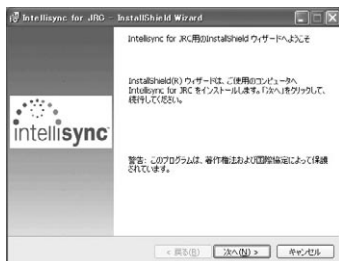 Intellisync for JRC - InstallShield Wizard
Intellisync for JRC用のInstallShield ウィザードへようこそ
InstallShield(R) ウィザードは、ご使用のコンピュータへ
Intellisync for JRC をインストールします。「次へ」をクリックして、
続行してください。
intellisync
警告: このプログラムは、著作権法および国際協定によって保護
されています。
< 戻る(B)
次へ(N) >
キャンセル